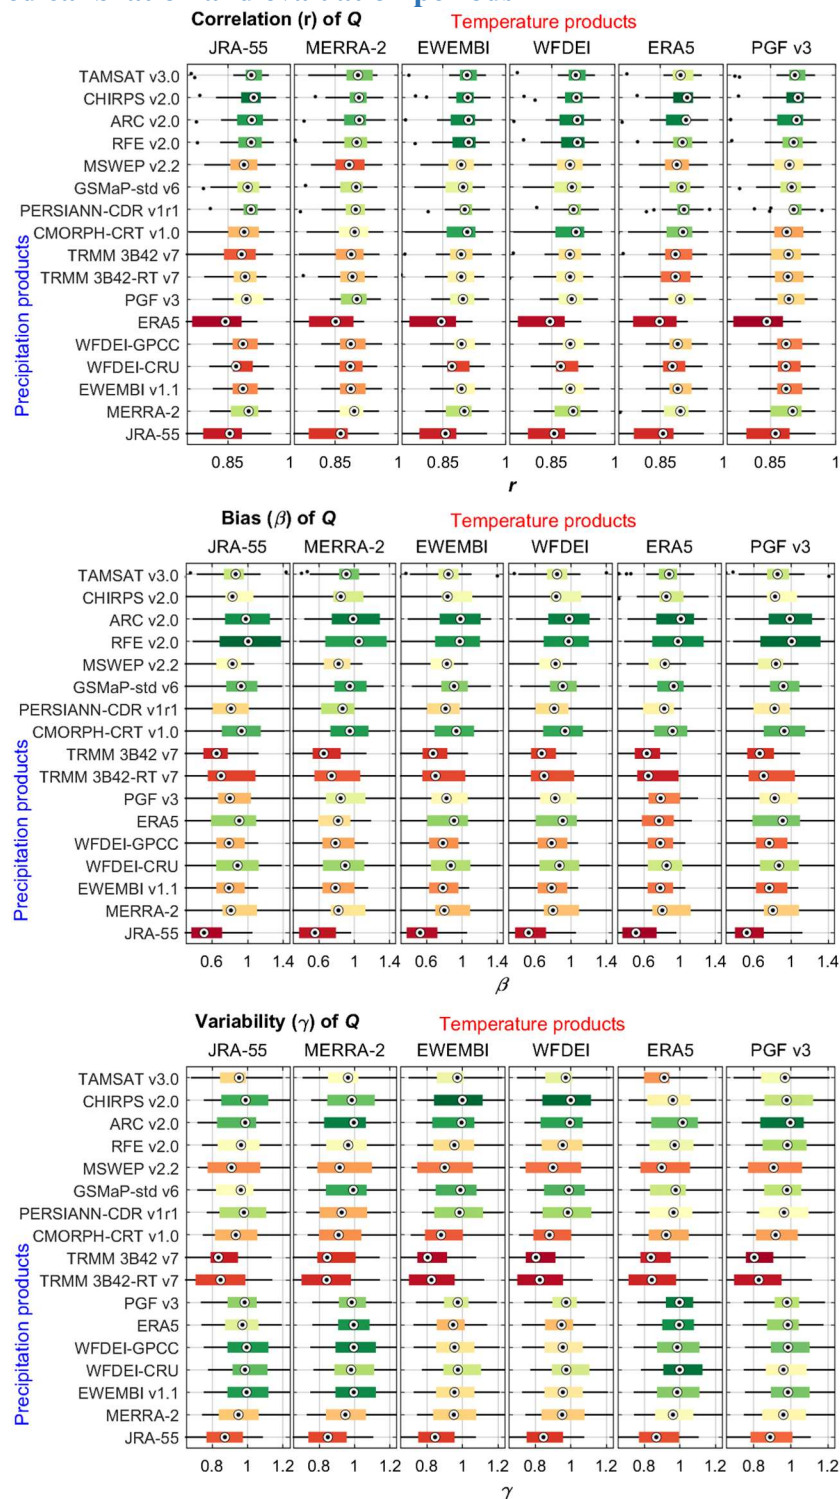 Correlation (r) of Q
Temperature products
JRA-55 MERRA-2 EWEMBI WFDEI ERA5 PGF v3
Precipitation products
TAMSAT v3.0
CHIRPS v2.0
ARC v2.0
RFE v2.0
MSWEP v2.2
GSMaP-std v6
PERSIANN-CDR v1r1
CMORPH-CRT v1.0
TRMM 3B42 v7
TRMM 3B42-RT v7
PGF v3
ERA5
WFDEI-GPCC
WFDEI-CRU
EWEMBI v1.1
MERRA-2
JRA-55
0.85 1 0.85 1 0.85 1 0.85 1 0.85 1 0.85 1
r
Bias (β) of Q
Temperature products
JRA-55 MERRA-2 EWEMBI WFDEI ERA5 PGF v3
Precipitation products
TAMSAT v3.0
CHIRPS v2.0
ARC v2.0
RFE v2.0
MSWEP v2.2
GSMaP-std v6
PERSIANN-CDR v1r1
CMORPH-CRT v1.0
TRMM 3B42 v7
TRMM 3B42-RT v7
PGF v3
ERA5
WFDEI-GPCC
WFDEI-CRU
EWEMBI v1.1
MERRA-2
JRA-55
0.6 1 1.4 0.6 1 1.4 0.6 1 1.4 0.6 1 1.4 0.6 1 1.4 0.6 1 1.4
β
Variability (γ) of Q
Temperature products
JRA-55 MERRA-2 EWEMBI WFDEI ERA5 PGF v3
Precipitation products
TAMSAT v3.0
CHIRPS v2.0
ARC v2.0
RFE v2.0
MSWEP v2.2
GSMaP-std v6
PERSIANN-CDR v1r1
CMORPH-CRT v1.0
TRMM 3B42 v7
TRMM 3B42-RT v7
PGF v3
ERA5
WFDEI-GPCC
WFDEI-CRU
EWEMBI v1.1
MERRA-2
JRA-55
0.8 1 1.2 0.8 1 1.2 0.8 1 1.2 0.8 1 1.2 0.8 1 1.2 0.8 1 1.2
γ